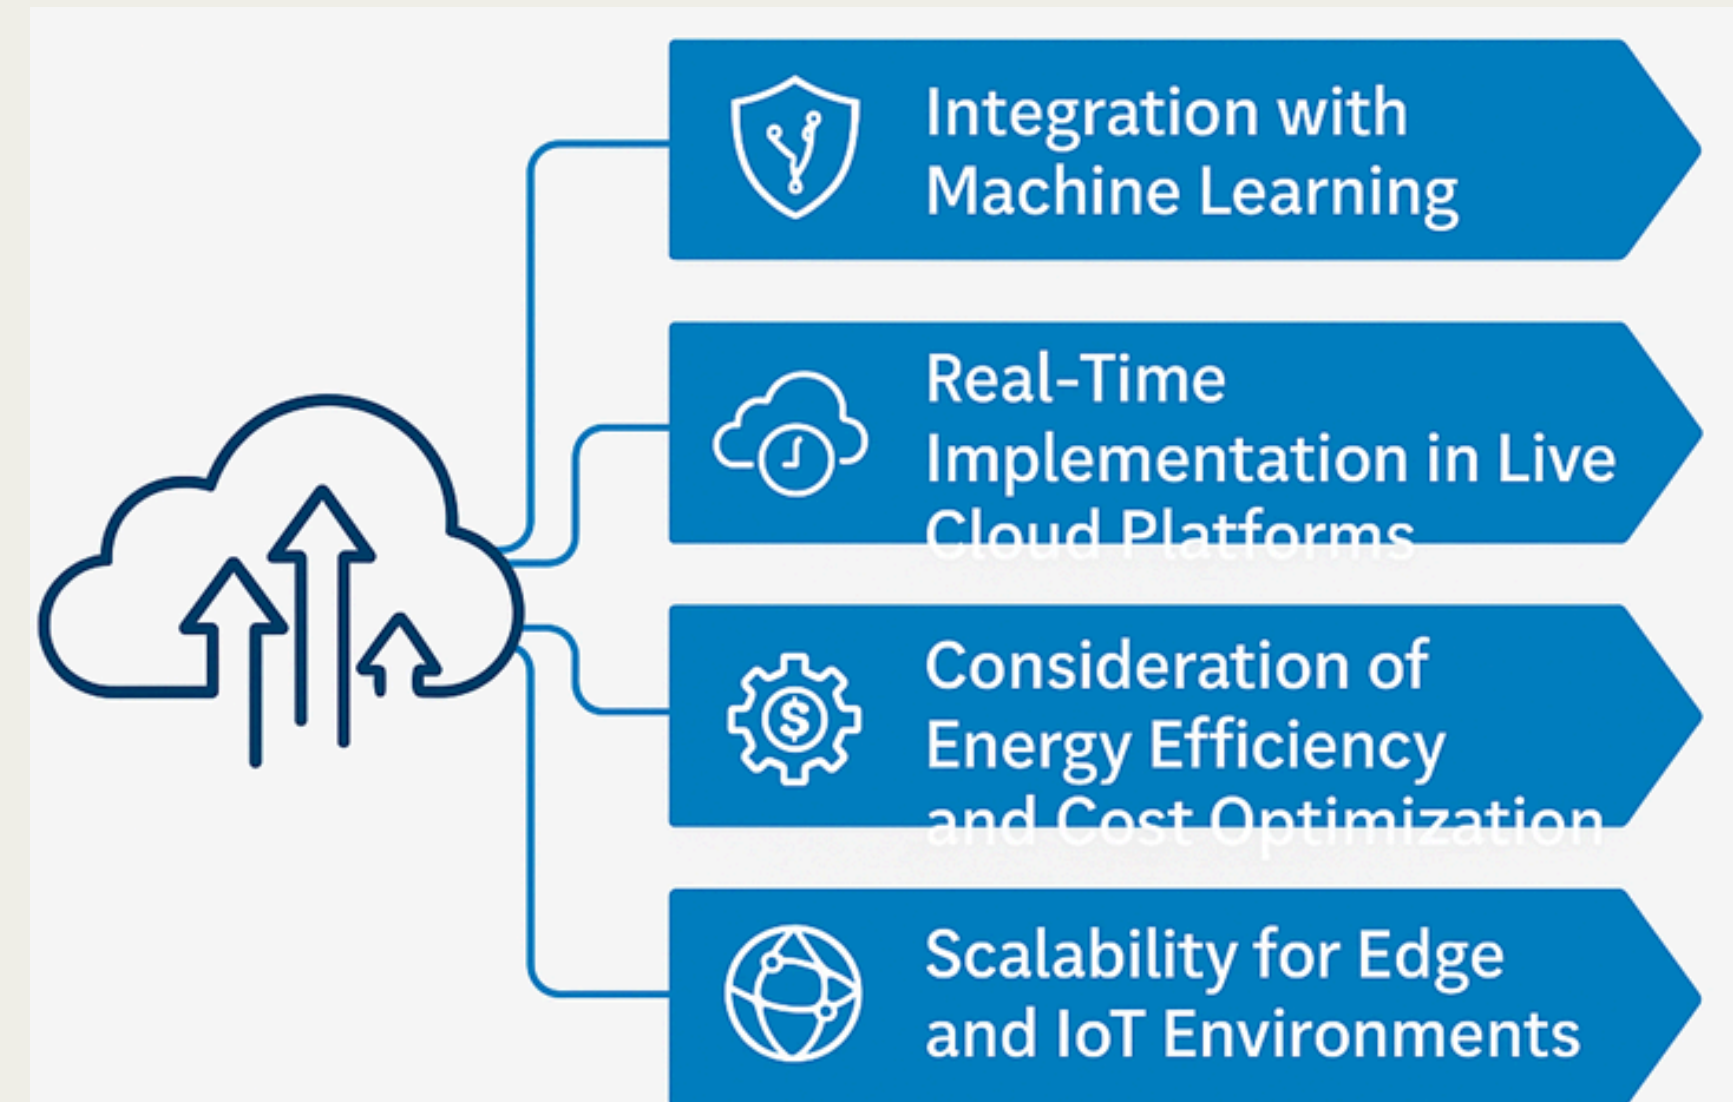 Integration with
Machine Learning
Real-Time
Implementation in Live
Cloud Platforms
Consideration of
Energy Efficiency
and Cost Optimization
Scalability for Edge
and IoT Environments